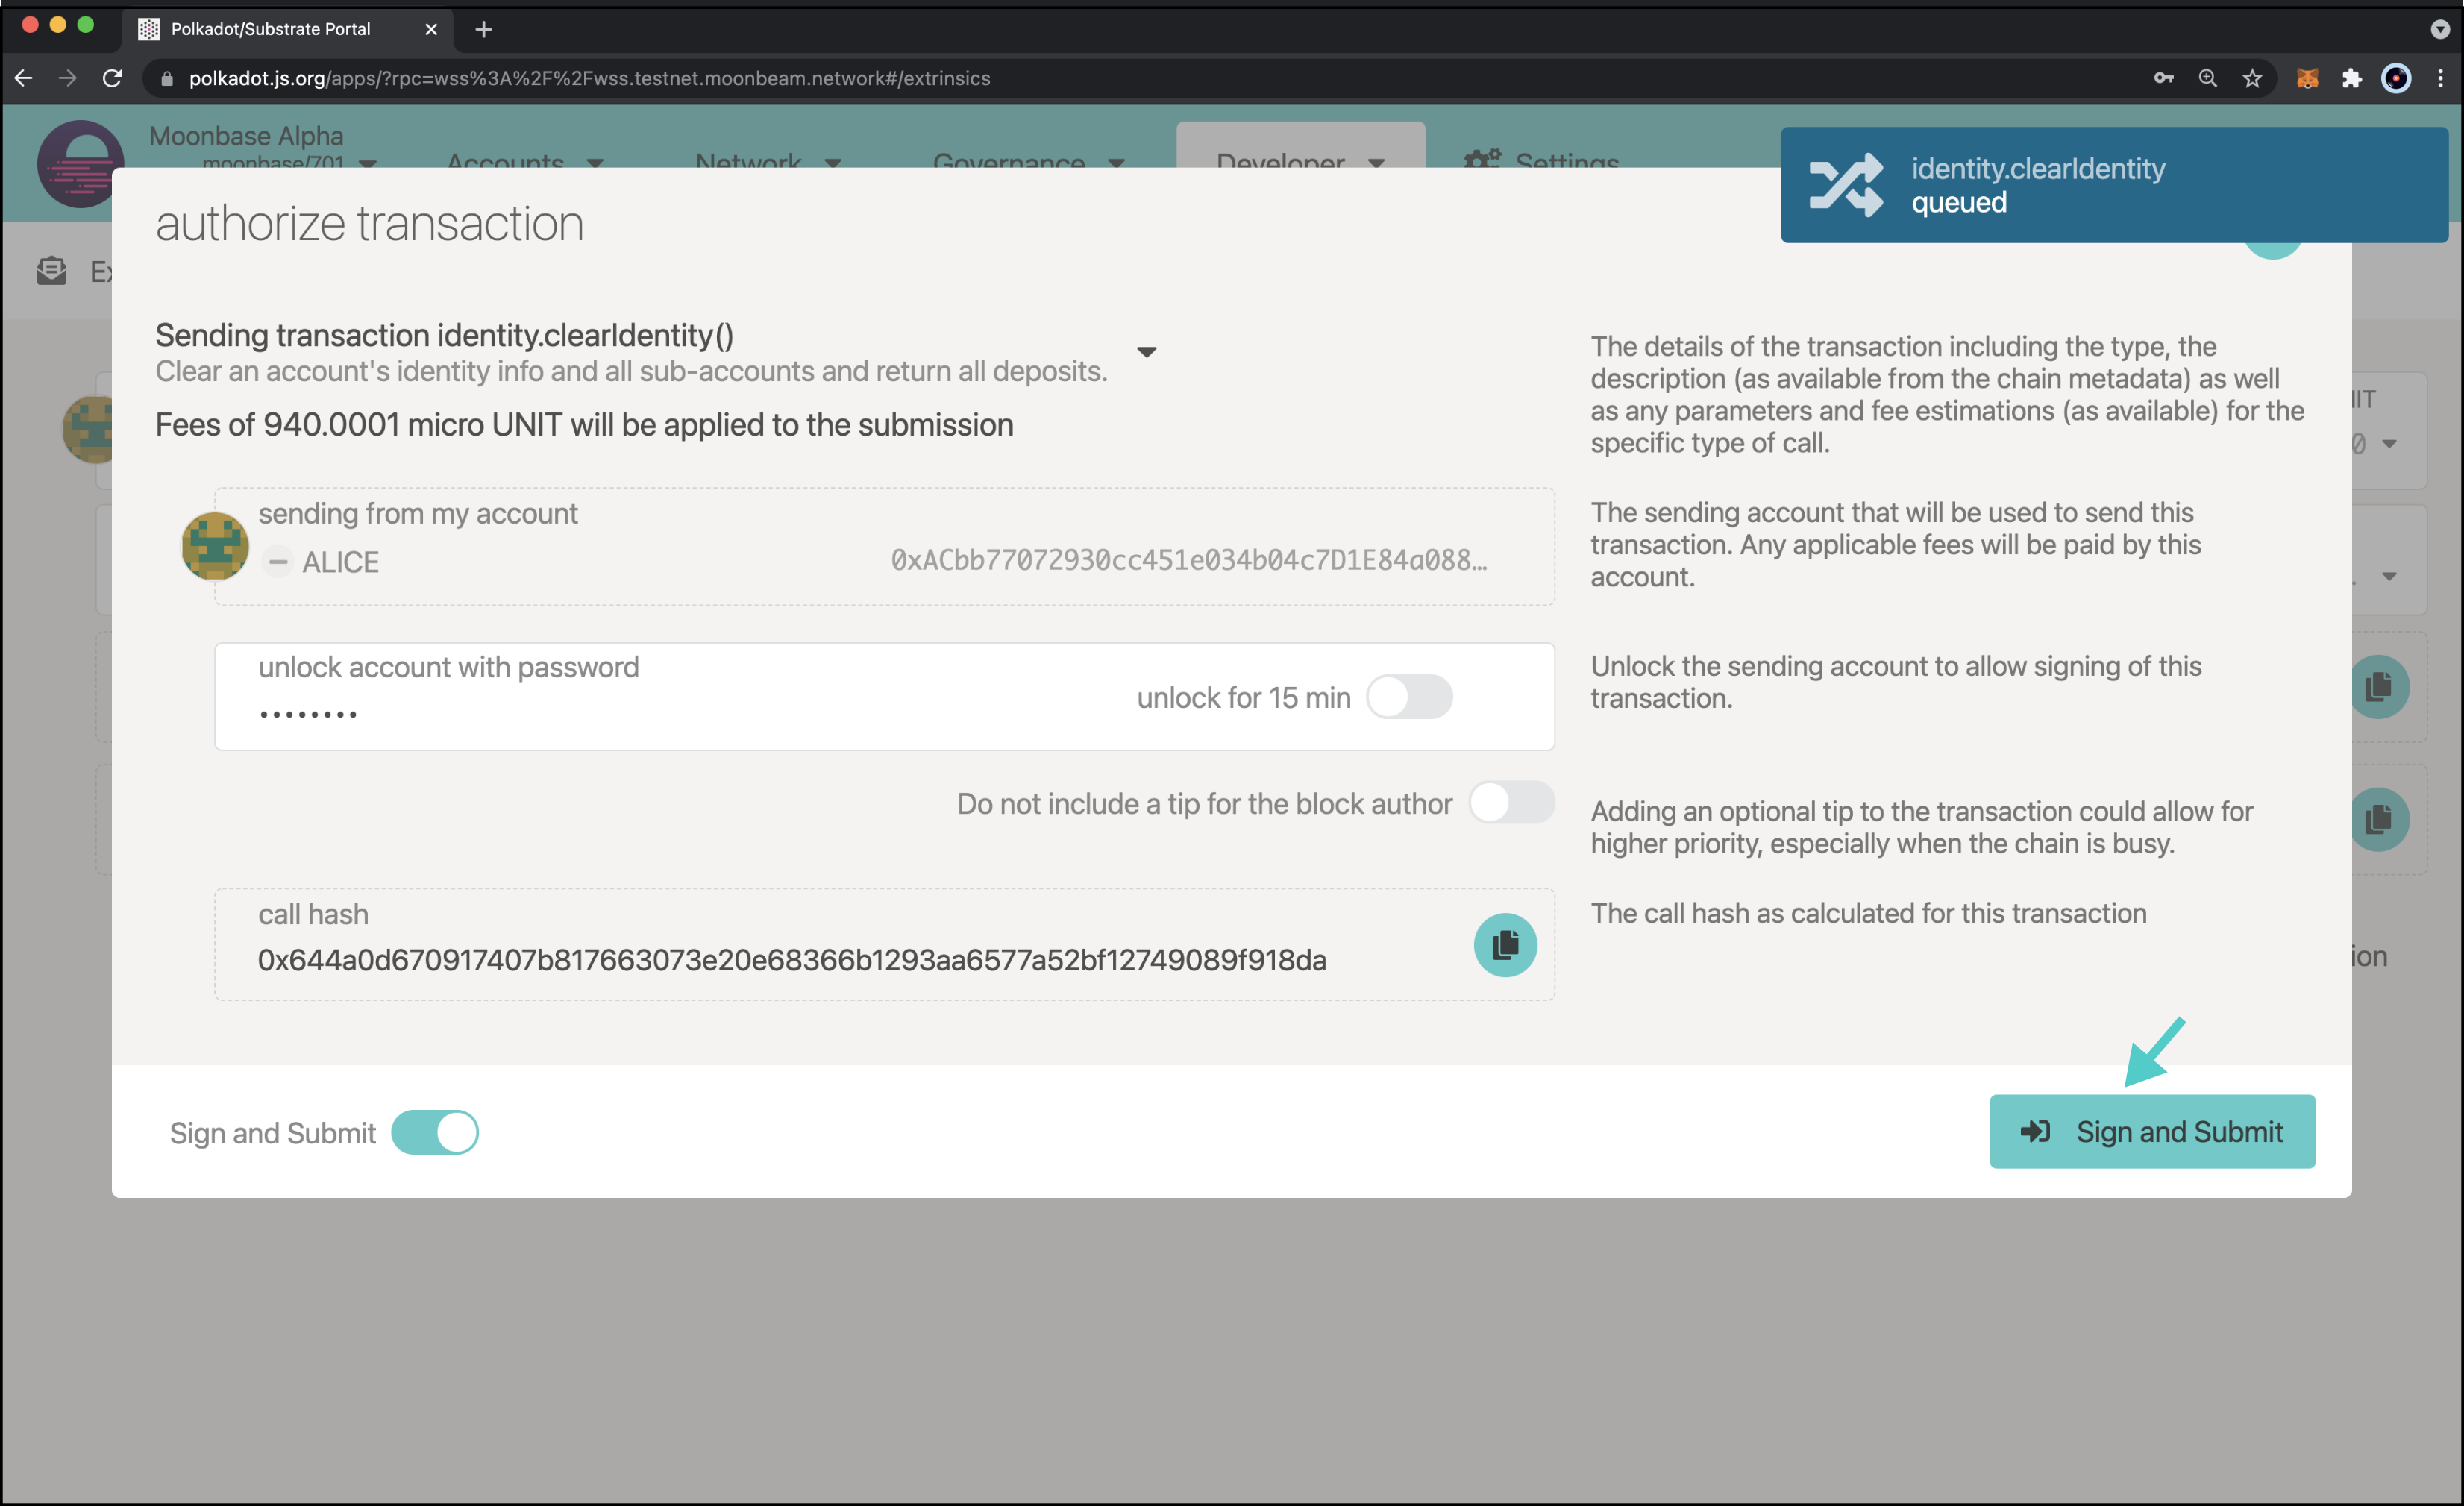 Polkadot/Substrate Portal
polkadot.js.org/apps/?rpc=wss%3A%2F%2Fwss.testnet.moonbeam.network#/extrinsics
Moonbase Alpha
moonbase/701
Accounts
Network
Governance
Developer
Settings
identity.clearIdentity
queued
authorize transaction
Sending transaction identity.clearIdentity()
Clear an account's identity info and all sub-accounts and return all deposits.
Fees of 940.0001 micro UNIT will be applied to the submission
The details of the transaction including the type, the
description (as available from the chain metadata) as well
as any parameters and fee estimations (as available) for the
specific type of call.
sending from my account
ALICE
0xACbb77072930cc451e034b04c7D1E84a088…
The sending account that will be used to send this
transaction. Any applicable fees will be paid by this
account.
unlock account with password
unlock for 15 min
Unlock the sending account to allow signing of this
transaction.
Do not include a tip for the block author
Adding an optional tip to the transaction could allow for
higher priority, especially when the chain is busy.
call hash
0x644a0d670917407b817663073e20e68366b1293aa6577a52bf12749089f918da
The call hash as calculated for this transaction
Sign and Submit
Sign and Submit